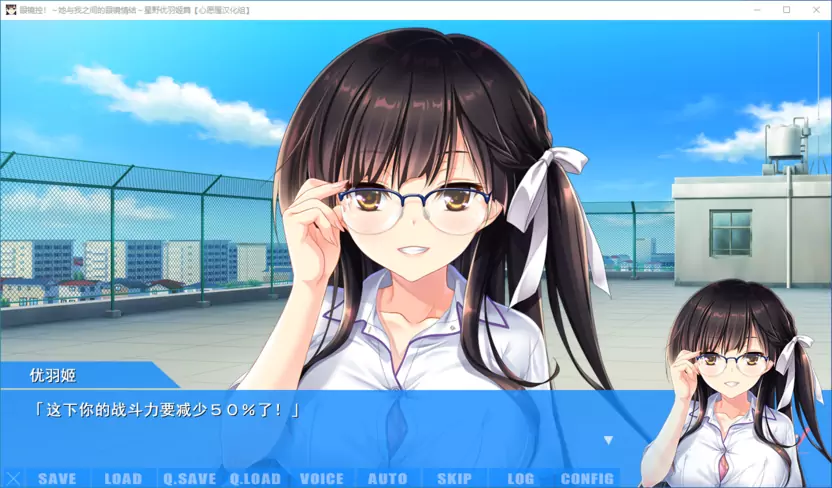 眼镜控！－她与我之间的眼镜情结－星野优羽姬篇【心愿屋汉化组】
优羽姬
「这下你的战斗力要减少５０％了！」
SAVE LOAD Q.SAVE Q.LOAD VOICE AUTO SKIP LOG CONFIG